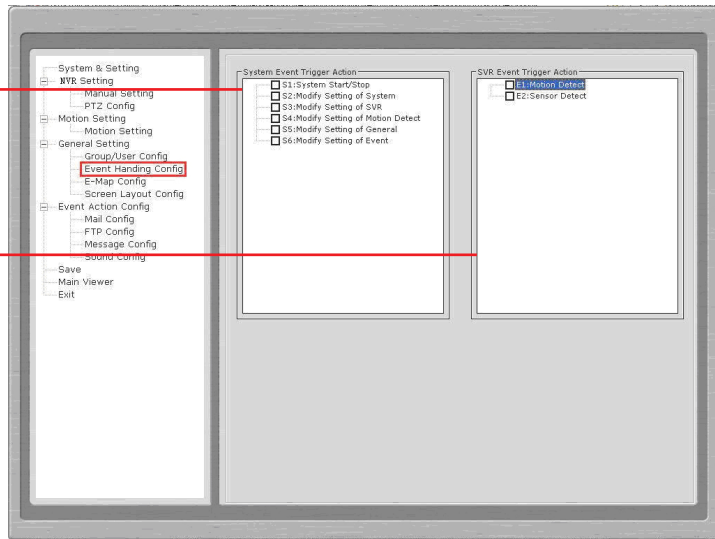 System & Setting
NVR Setting
Manual Setting
PTZ Config
Motion Setting
Motion Setting
General Setting
Group/User Config
Event Handing Config
E-Map Config
Screen Layout Config
Event Action Config
Mail Config
FTP Config
Message Config
Sound Config
Save
Main Viewer
Exit
System Event Trigger Action
S1:System Start/Stop
S2:Modify Setting of System
S3:Modify Setting of SVR
S4:Modify Setting of Motion Detect
S5:Modify Setting of General
S6:Modify Setting of Event
SVR Event Trigger Action
E1:Motion Detect
E2:Sensor Detect